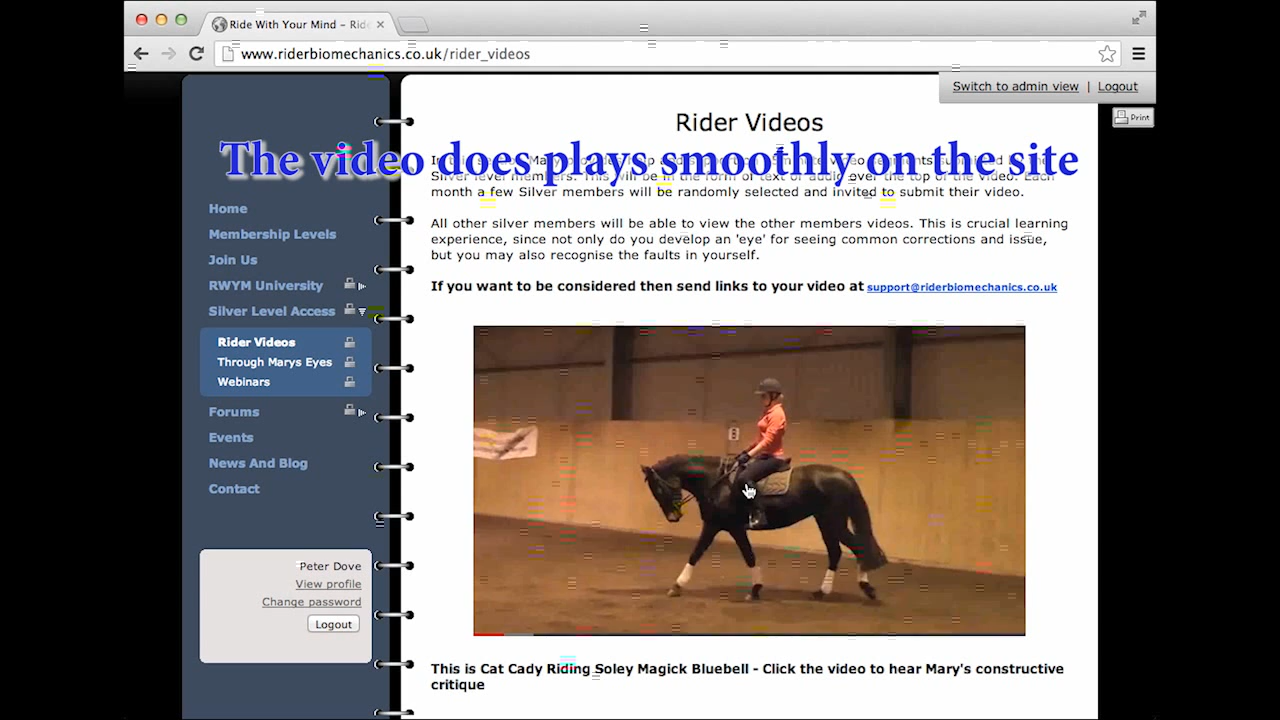 Ride With Your Mind – Ride
www.riderbiomechanics.co.uk/rider_videos
Switch to admin view | Logout
Print
Rider Videos
The video does plays smoothly on the site
Silver level members. This will be in the form of text or audio over the top of the video. Each
month a few Silver members will be randomly selected and invited to submit their video.
All other silver members will be able to view the other members videos. This is crucial learning
experience, since not only do you develop an 'eye' for seeing common corrections and issue,
but you may also recognise the faults in yourself.
If you want to be considered then send links to your video at support@riderbiomechanics.co.uk
This is Cat Cady Riding Soley Magick Bluebell - Click the video to hear Mary's constructive
critique
Home
Membership Levels
Join Us
RWYM University
Silver Level Access
Rider Videos
Through Marys Eyes
Webinars
Forums
Events
News And Blog
Contact
Peter Dove
View profile
Change password
Logout